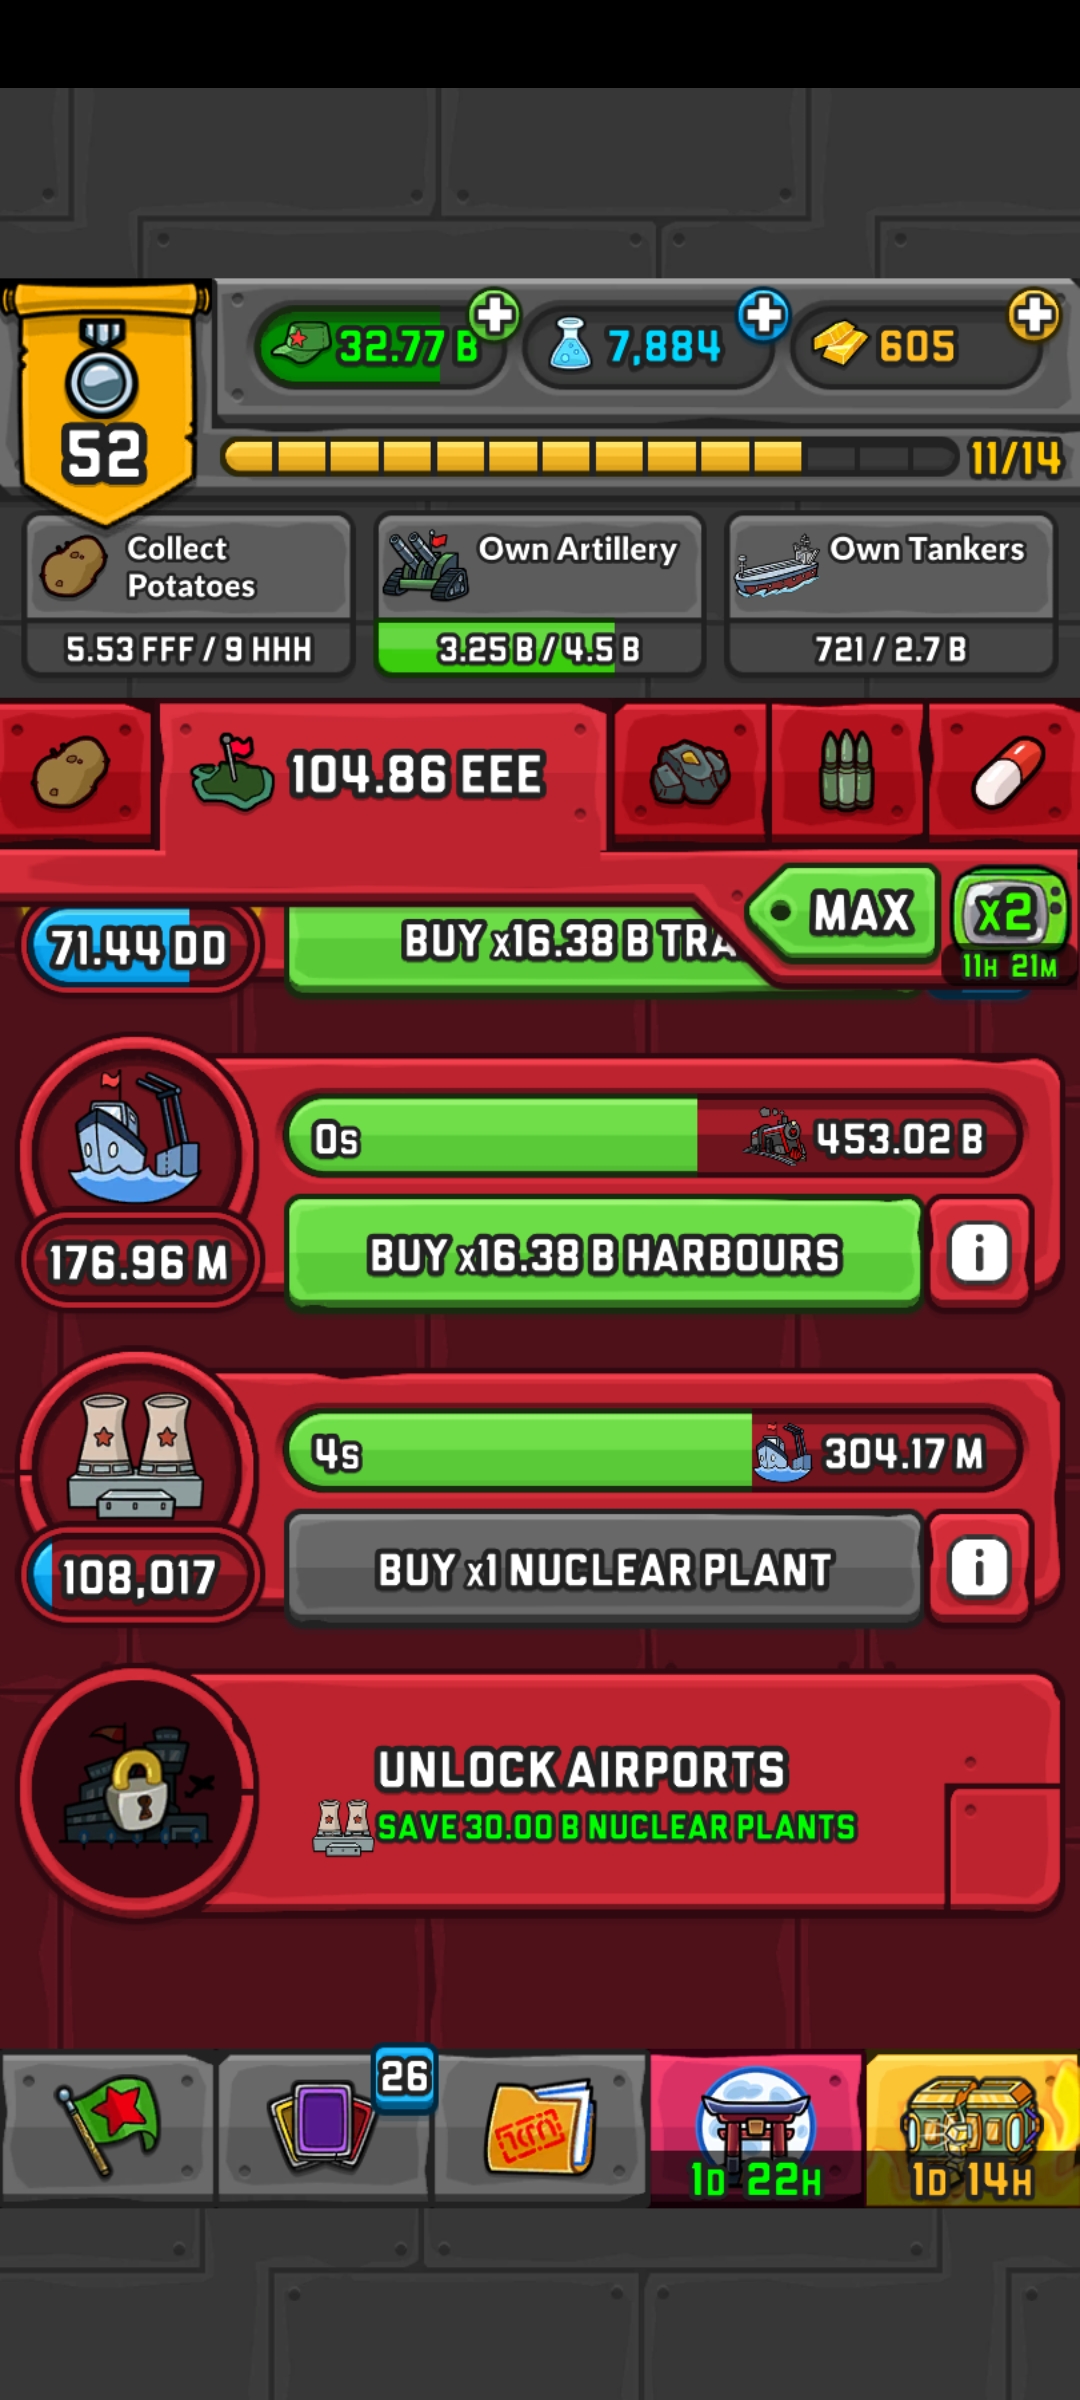 52
32.77 B
7,884
605
11/14
Collect
Potatoes
5.53 FFF / 9 HHH
Own Artillery
3.25 B / 4.5 B
Own Tankers
721 / 2.7 B
104.86 EEE
MAX
x2
11H 21M
71.44 DD
BUY x16.38 B TRA
0s
453.02 B
176.96 M
BUY x16.38 B HARBOURS
i
4s
304.17 M
108,017
BUY x1 NUCLEAR PLANT
i
UNLOCK AIRPORTS
SAVE 30.00 B NUCLEAR PLANTS
26
1D 22H
1D 14H